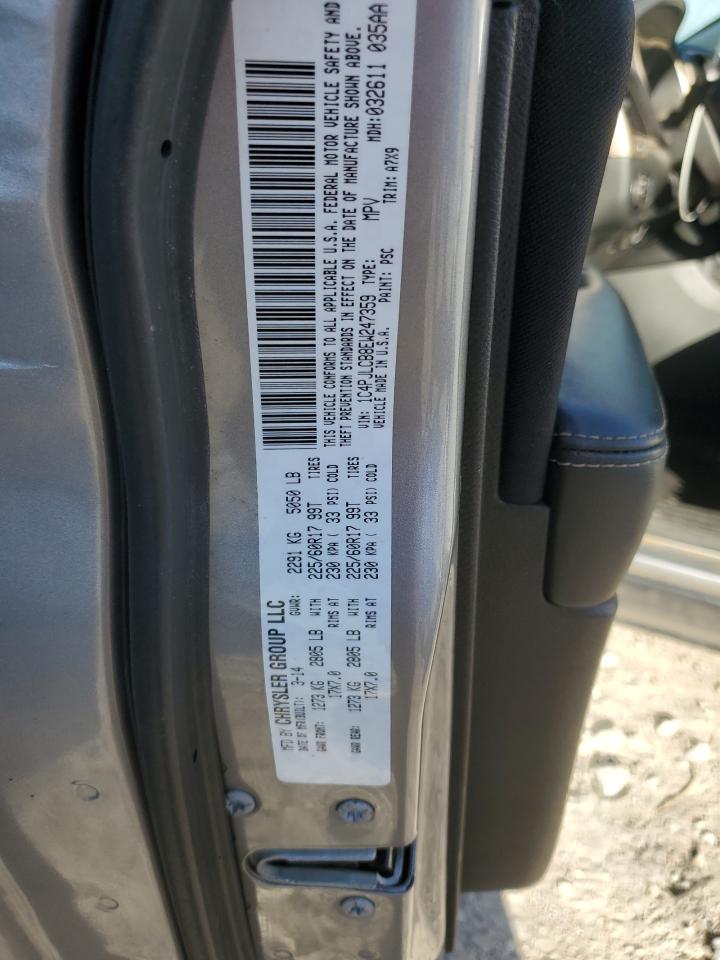 MFD BY CHRYSLER GROUP LLC
DATE OF MFR(BUILT): 3-14 GVWR: 2291 KG 5050 LB
GAWR FRONT: 1273 KG 2805 LB WITH 225/60R17 99T TIRES
17X7.0 RIMS AT 230 KPA ( 33 PSI) COLD
GAWR REAR: 1273 KG 2805 LB WITH 225/60R17 99T TIRES
17X7.0 RIMS AT 230 KPA ( 33 PSI) COLD
THIS VEHICLE CONFORMS TO ALL APPLICABLE U.S.A. FEDERAL MOTOR VEHICLE SAFETY AND
THEFT PREVENTION STANDARDS IN EFFECT ON THE DATE OF MANUFACTURE SHOWN ABOVE.
VIN: 1C4PJLCB8EW247359 TYPE: MPV MDH:032611 035AA
VEHICLE MADE IN U.S.A. PAINT: PSC TRIM: A7X9